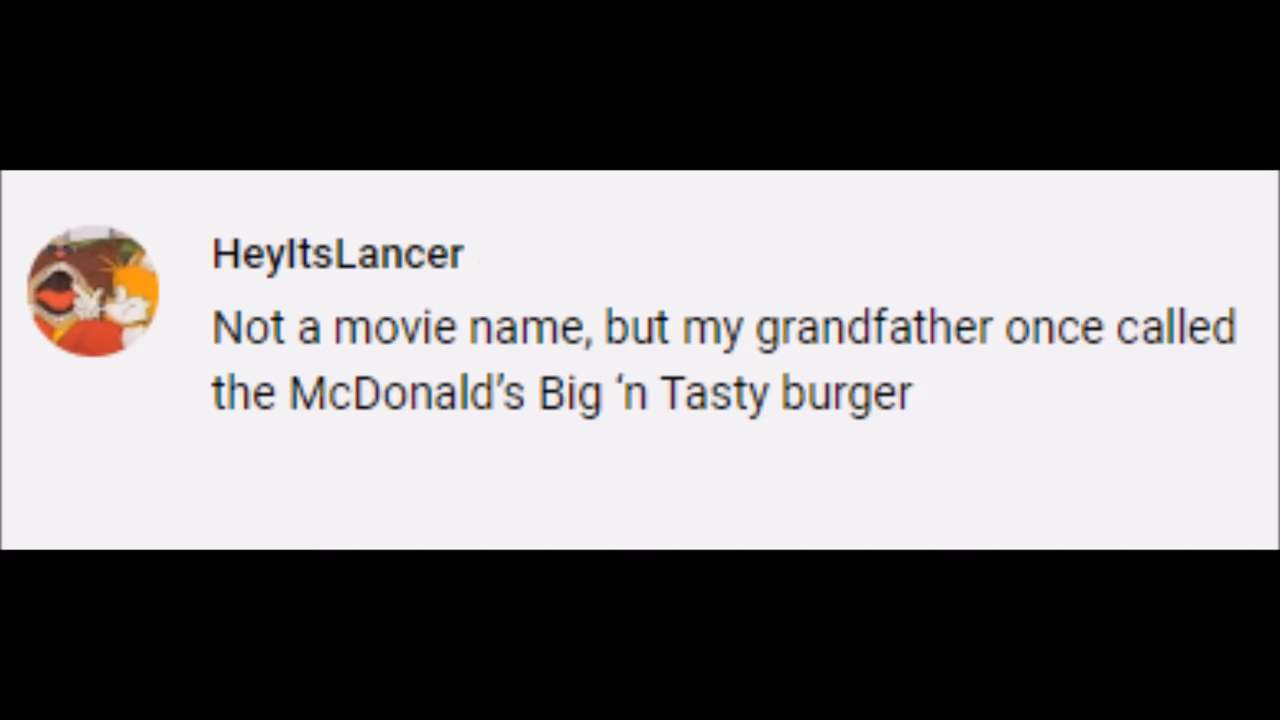 HeyItsLancer
Not a movie name, but my grandfather once called
the McDonald’s Big ‘n Tasty burger